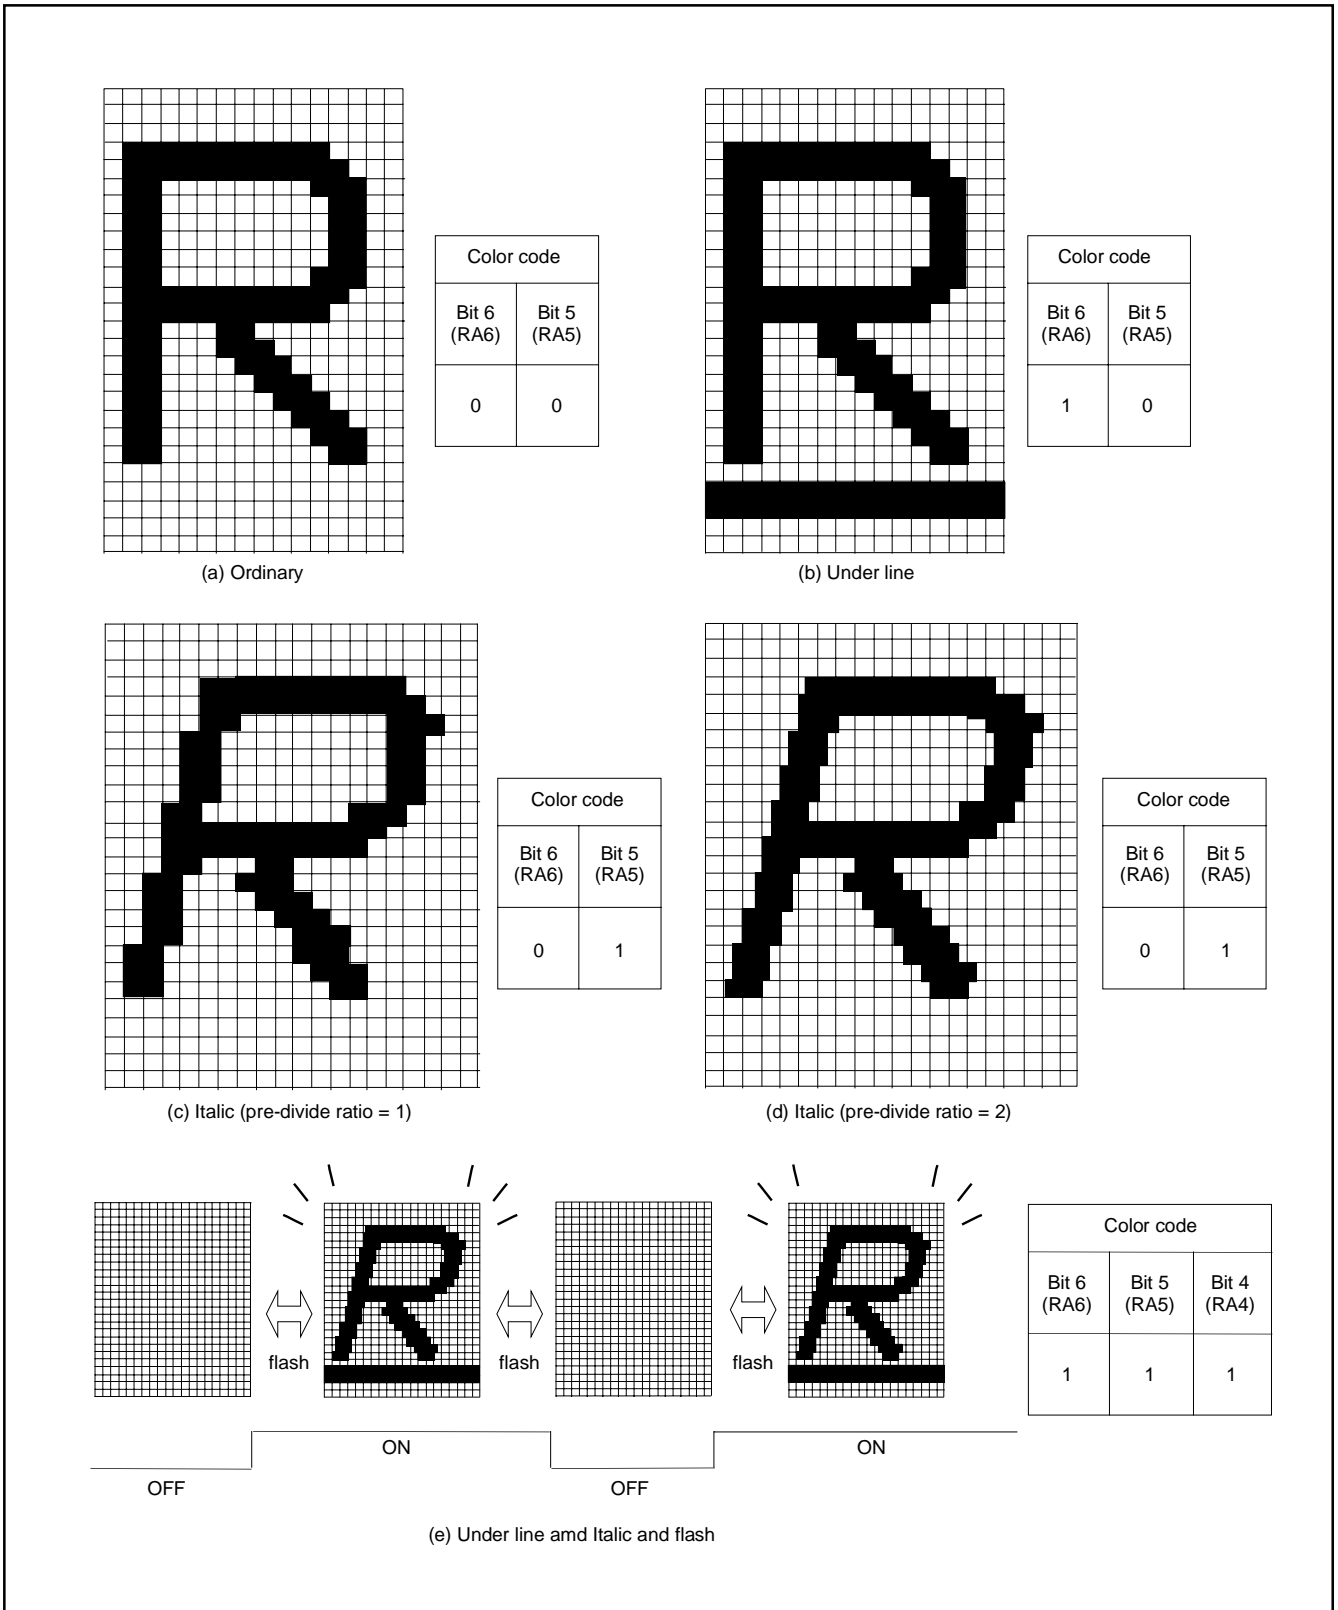 Color code
Bit 6 Bit 5
(RA6) (RA5)
0 0
(a) Ordinary
Color code
Bit 6 Bit 5
(RA6) (RA5)
1 0
(b) Under line
Color code
Bit 6 Bit 5
(RA6) (RA5)
0 1
(c) Italic (pre-divide ratio = 1)
Color code
Bit 6 Bit 5
(RA6) (RA5)
0 1
(d) Italic (pre-divide ratio = 2)
flash flash flash
Color code
Bit 6 Bit 5 Bit 4
(RA6) (RA5) (RA4)
1 1 1
ON ON
OFF OFF
(e) Under line amd Italic and flash